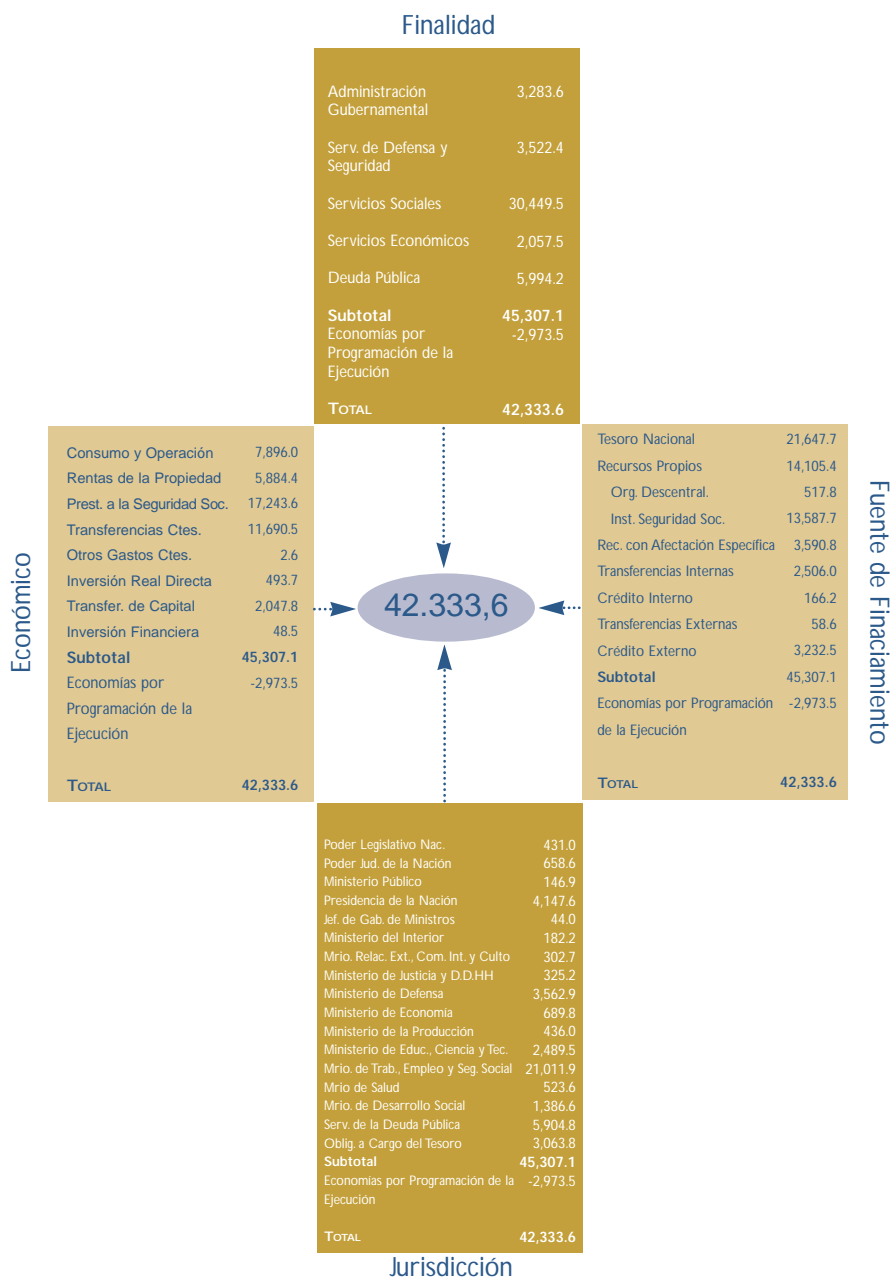 Finalidad
Administración 3,283.6
Gubernamental
Serv. de Defensa y 3,522.4
Seguridad
Servicios Sociales 30,449.5
Servicios Económicos 2,057.5
Deuda Pública 5,994.2
Subtotal 45,307.1
Economías por -2,973.5
Programación de la
Ejecución
TOTAL 42,333.6
Económico
Consumo y Operación 7,896.0
Rentas de la Propiedad 5,884.4
Prest. a la Seguridad Soc. 17,243.6
Transferencias Ctes. 11,690.5
Otros Gastos Ctes. 2.6
Inversión Real Directa 493.7
Transfer. de Capital 2,047.8
Inversión Financiera 48.5
Subtotal 45,307.1
Economías por -2,973.5
Programación de la
Ejecución
TOTAL 42,333.6
42.333,6
Tesoro Nacional 21,647.7
Recursos Propios 14,105.4
Org. Descentral. 517.8
Inst. Seguridad Soc. 13,587.7
Rec. con Afectación Específica 3,590.8
Transferencias Internas 2,506.0
Crédito Interno 166.2
Transferencias Externas 58.6
Crédito Externo 3,232.5
Subtotal 45,307.1
Economías por Programación -2,973.5
de la Ejecución
TOTAL 42,333.6
Fuente de Finaciamiento
Poder Legislativo Nac. 431.0
Poder Jud. de la Nación 658.6
Ministerio Público 146.9
Presidencia de la Nación 4,147.6
Jef. de Gab. de Ministros 44.0
Ministerio del Interior 182.2
Mrio. Relac. Ext., Com. Int. y Culto 302.7
Ministerio de Justicia y D.D.HH 325.2
Ministerio de Defensa 3,562.9
Ministerio de Economía 689.8
Ministerio de la Producción 436.0
Ministerio de Educ., Ciencia y Tec. 2,489.5
Mrio. de Trab., Empleo y Seg. Social 21,011.9
Mrio de Salud 523.6
Mrio. de Desarrollo Social 1,386.6
Serv. de la Deuda Pública 5,904.8
Oblig. a Cargo del Tesoro 3,063.8
Subtotal 45,307.1
Economías por Programación de la -2,973.5
Ejecución
TOTAL 42,333.6
Jurisdicción